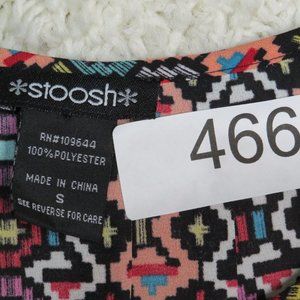 *stoosh*
RN#109644
100%POLYESTER
MADE IN CHINA
S
SEE REVERSE FOR CARE
466